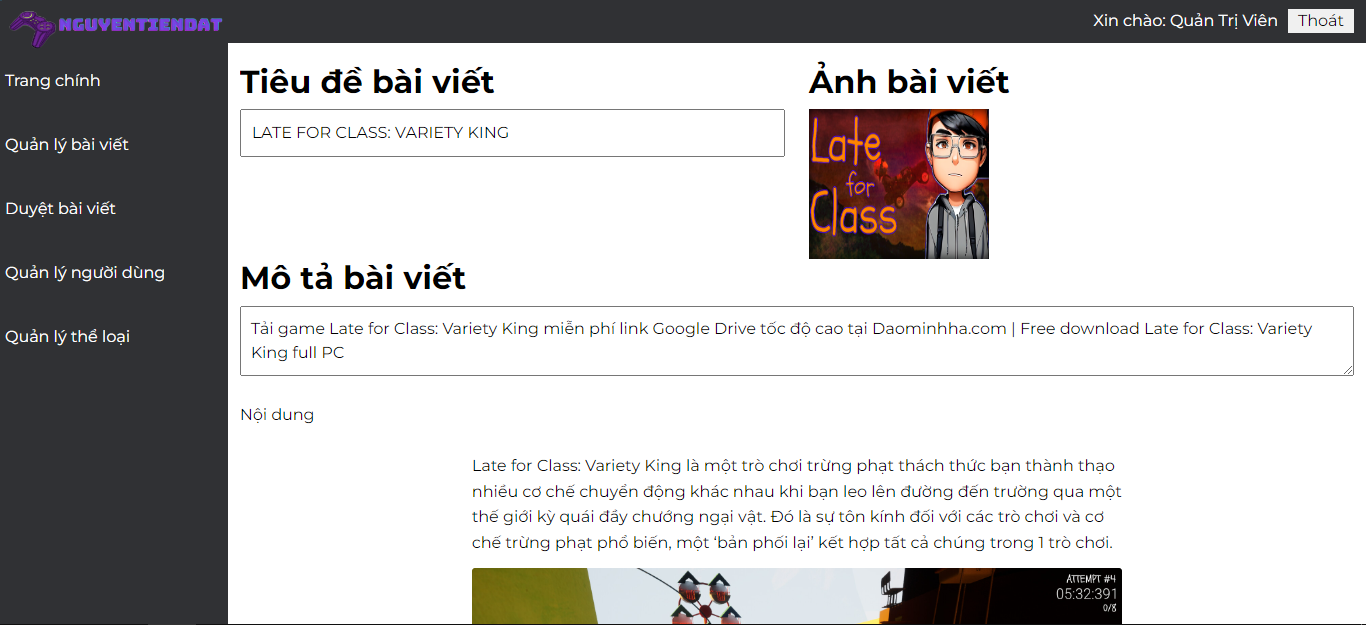 NGUYENTIENDAT
Xin chào: Quản Trị Viên
Thoát
Trang chính
Quản lý bài viết
Duyệt bài viết
Quản lý người dùng
Quản lý thể loại
Tiêu đề bài viết
LATE FOR CLASS: VARIETY KING
Ảnh bài viết
Late
for
Class
Mô tả bài viết
Tải game Late for Class: Variety King miễn phí link Google Drive tốc độ cao tại Daominhha.com | Free download Late for Class: Variety
King full PC
Nội dung
Late for Class: Variety King là một trò chơi trừng phạt thách thức bạn thành thạo
nhiều cơ chế chuyển động khác nhau khi bạn leo lên đường đến trường qua một
thế giới kỳ quái đầy chướng ngại vật. Đó là sự tôn kính đối với các trò chơi và cơ
chế trừng phạt phổ biến, một ‘bản phối lại’ kết hợp tất cả chúng trong 1 trò chơi.
ATTEMPT #4
05:32:391
0/8